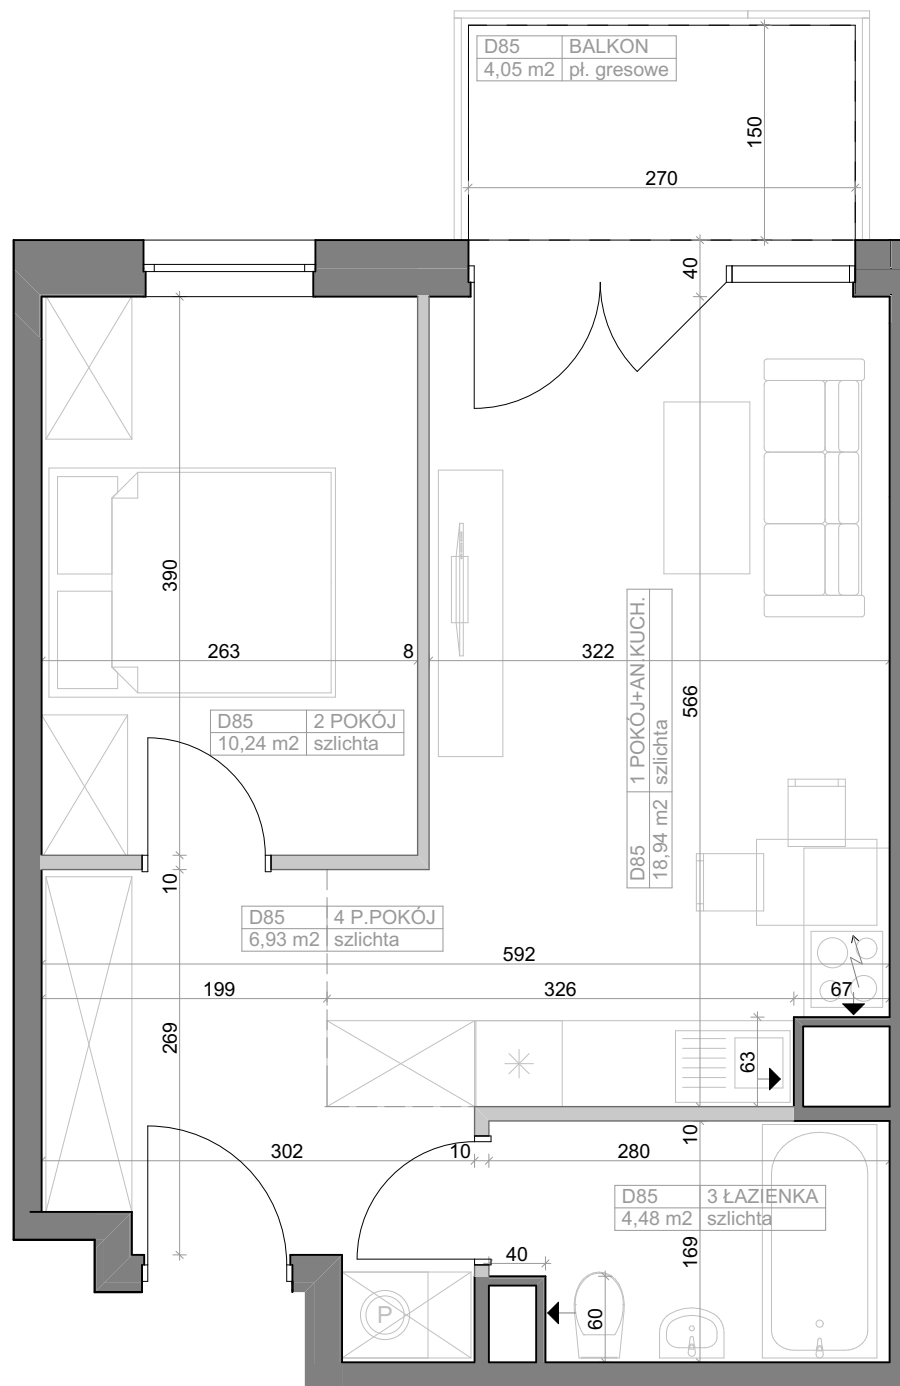 D85 BALKON
4,05 m2 pł. gresowe
150
270
40
390
263
8
322
566
1 POKÓJ+AN.KUCH.
szlichta
D85
18,94 m2
D85 2 POKÓJ
10,24 m2 szlichta
10
D85 4 P.POKÓJ
6,93 m2 szlichta
592
199
326
67
269
63
302
10
280
10
D85 3 ŁAZIENKA
4,48 m2 szlichta
169
40
60
P